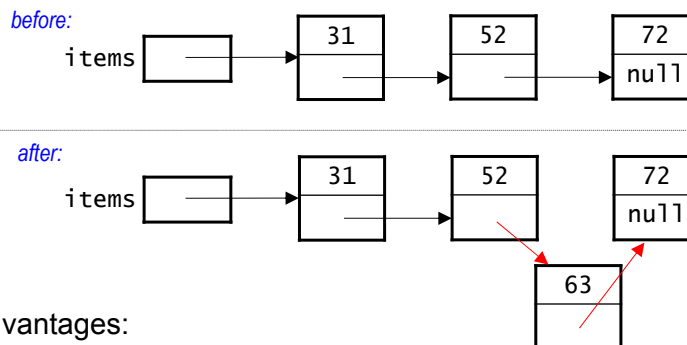 before:
items 31 52 72
null
after:
items 31 52 72
null
63
vantages: